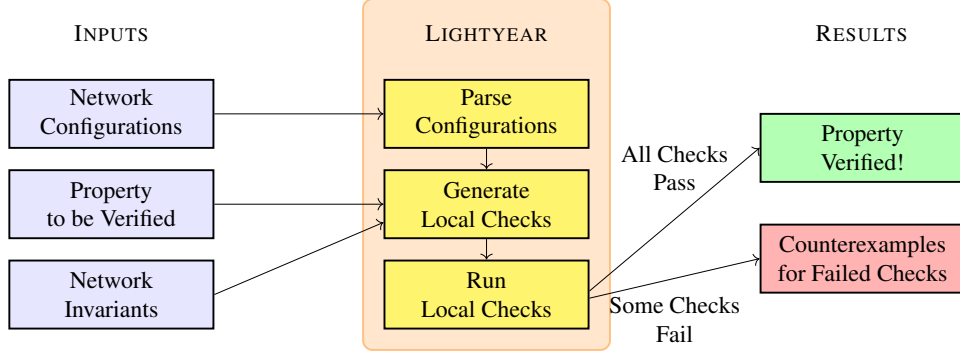 INPUTS
LIGHTYEAR
RESULTS
Network
Configurations
Property
to be Verified
Network
Invariants
Parse
Configurations
Generate
Local Checks
Run
Local Checks
All Checks
Pass
Some Checks
Fail
Property
Verified!
Counterexamples
for Failed Checks